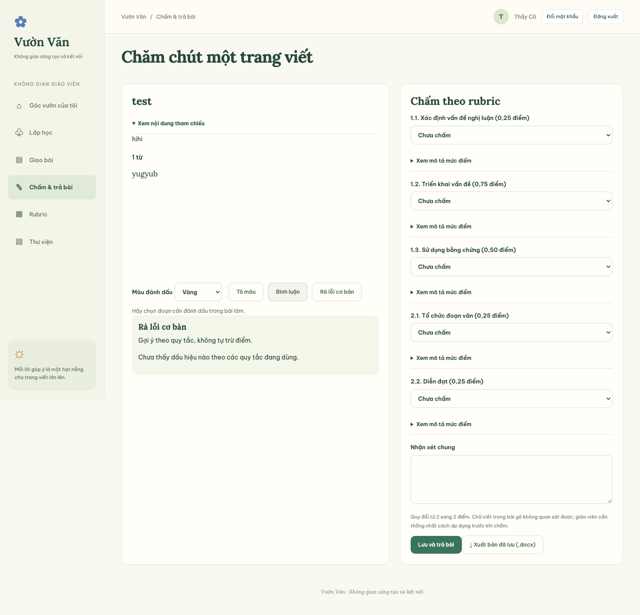 Vườn Văn
Không gian sáng tạo và kết nối
KHÔNG GIAN GIÁO VIÊN
Góc vườn của tôi
Lớp học
Giao bài
Chấm & trả bài
Rubric
Thư viện
Mỗi lời góp ý là một hạt nắng
cho trang viết lớn lên.
Vườn Văn / Chấm & trả bài
T Thầy Cô Đổi mật khẩu Đăng xuất
Chăm chút một trang viết
test
▾ Xem nội dung tham chiếu
hihi
1 từ
yugyub
Màu đánh dấu Vàng Tô màu Bình luận Rà lỗi cơ bản
Hãy chọn đoạn cần đánh dấu trong bài làm.
Rà lỗi cơ bản
Gợi ý theo quy tắc, không tự trừ điểm.
Chưa thấy dấu hiệu nào theo các quy tắc đang dùng.
Chấm theo rubric
1.1. Xác định vấn đề nghị luận (0,25 điểm)
Chưa chấm
▸ Xem mô tả mức điểm
1.2. Triển khai vấn đề (0,75 điểm)
Chưa chấm
▸ Xem mô tả mức điểm
1.3. Sử dụng bằng chứng (0,50 điểm)
Chưa chấm
▸ Xem mô tả mức điểm
2.1. Tổ chức đoạn văn (0,25 điểm)
Chưa chấm
▸ Xem mô tả mức điểm
2.2. Diễn đạt (0,25 điểm)
Chưa chấm
▸ Xem mô tả mức điểm
Nhận xét chung
Quy đổi từ 2 sang 2 điểm. Chữ viết trong bài gõ không quan sát được; giáo viên cần
thống nhất cách áp dụng trước khi chấm.
Lưu và trả bài ↓ Xuất bản đã lưu (.docx)
Vườn Văn · Không gian sáng tạo và kết nối